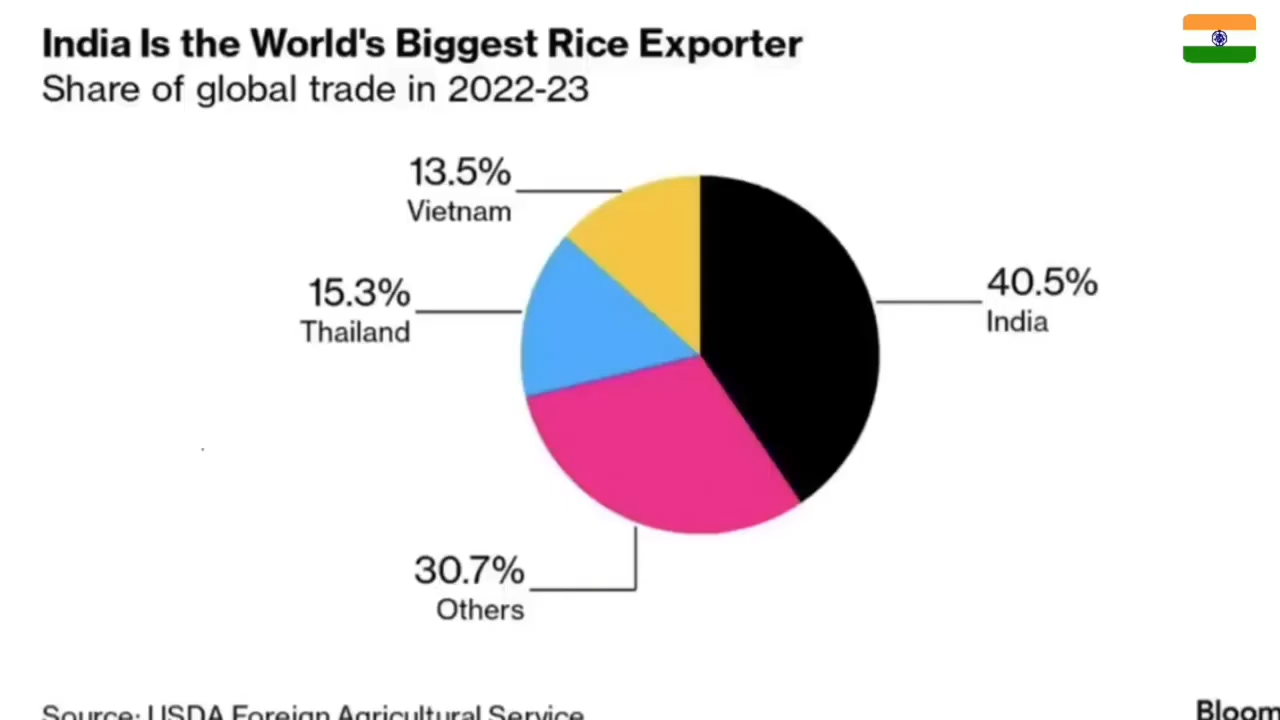 India Is the World's Biggest Rice Exporter
Share of global trade in 2022-23
13.5%
Vietnam
15.3%
Thailand
40.5%
India
30.7%
Others
Source: USDA Foreign Agricultural Service
Bloom